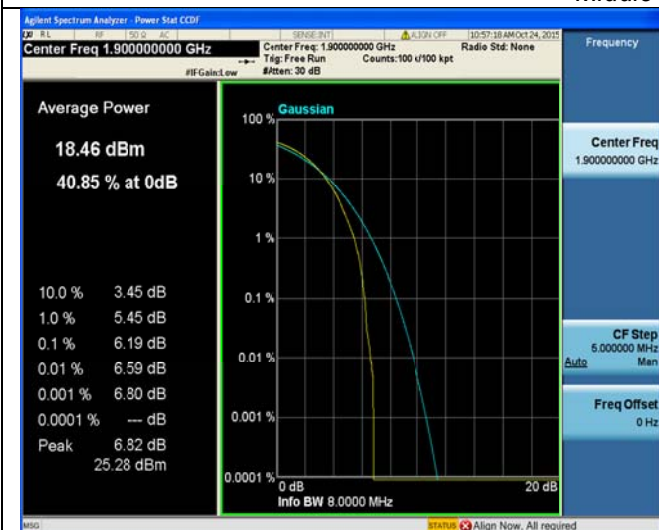 Agilent Spectrum Analyzer - Power Stat CCDF
RL RF 50 Ω AC SENSE:INT ALIGN OFF 10:57:18 AM Oct 24, 2015
Center Freq 1.900000000 GHz
Center Freq: 1.900000000 GHz Radio Std: None
Trig: Free Run Counts:100 k/100 kpt
#IFGain:Low #Atten: 30 dB
Frequency
Average Power
18.46 dBm
40.85 % at 0dB
10.0 % 3.45 dB
1.0 % 5.45 dB
0.1 % 6.19 dB
0.01 % 6.59 dB
0.001 % 6.80 dB
0.0001 % --- dB
Peak 6.82 dB
25.28 dBm
Gaussian
100 %
10 %
1 %
0.1 %
0.01 %
0.001 %
0.0001 %
0 dB 20 dB
Info BW 8.0000 MHz
Center Freq
1.900000000 GHz
CF Step
5.000000 MHz
Auto Man
Freq Offset
0 Hz
MSG STATUS Align Now, All required